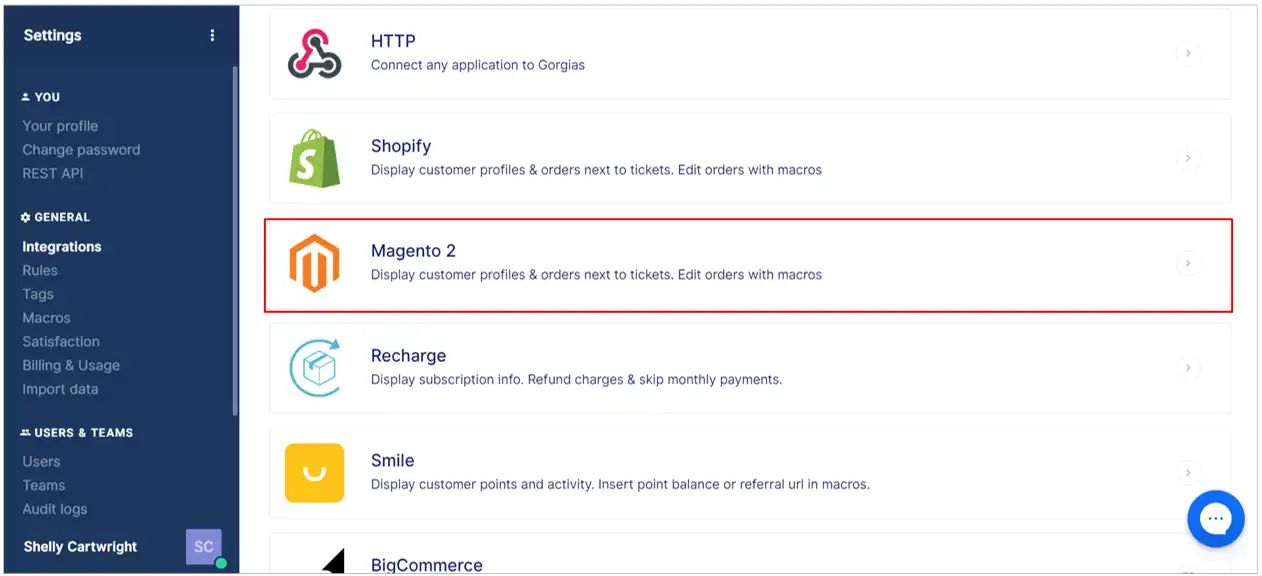 Settings
YOU
Your profile
Change password
REST API
GENERAL
Integrations
Rules
Tags
Macros
Satisfaction
Billing & Usage
Import data
USERS & TEAMS
Users
Teams
Audit logs
Shelly Cartwright
SC
HTTP
Connect any application to Gorgias
Shopify
Display customer profiles & orders next to tickets. Edit orders with macros
Magento 2
Display customer profiles & orders next to tickets. Edit orders with macros
Recharge
Display subscription info. Refund charges & skip monthly payments.
Smile
Display customer points and activity. Insert point balance or referral url in macros.
BigCommerce